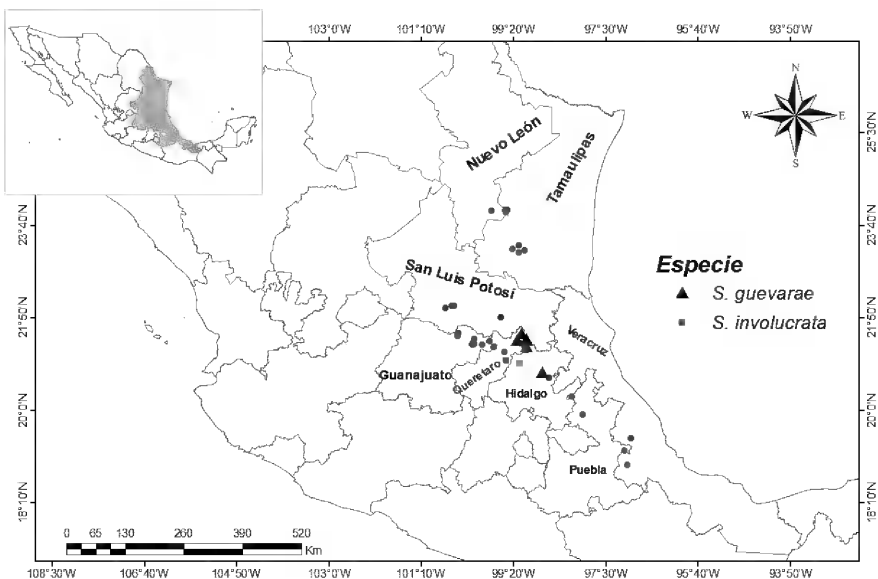 103°0'W 101°10'W 99°20'W 97°30'W 95°40'W 93°50'W
N
W E
S
25°30'N
25°30'N
Nuevo León
Tamaulipas
23°40'N
23°40'N
San Luis Potosí
Especie
S. guevarae
S. involucrata
21°50'N
21°50'N
Veracruz
Guanajuato
Querétaro
Hidalgo
20°0'N
20°0'N
Puebla
18°10'N
18°10'N
0 65 130 260 390 520
Km
108°30'W 106°40'W 104°50'W 103°0'W 101°10'W 99°20'W 97°30'W 95°40'W 93°50'W